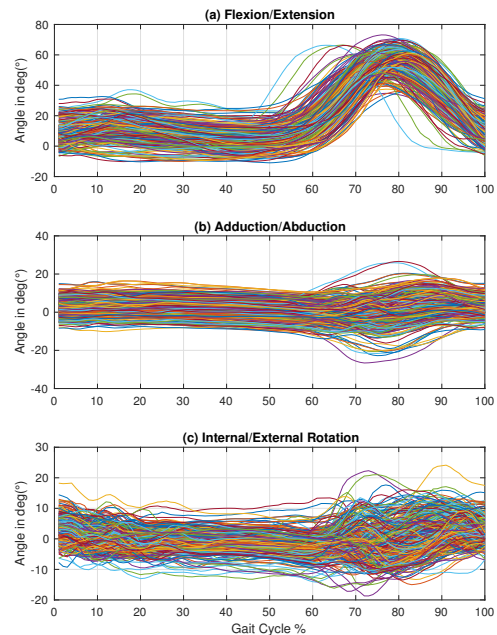 (a) Flexion/Extension
80
60
40
20
0
-20
Angle in deg(°)
0 10 20 30 40 50 60 70 80 90 100
(b) Adduction/Abduction
40
20
0
-20
-40
Angle in deg(°)
0 10 20 30 40 50 60 70 80 90 100
(c) Internal/External Rotation
30
20
10
0
-10
-20
Angle in deg(°)
0 10 20 30 40 50 60 70 80 90 100
Gait Cycle %